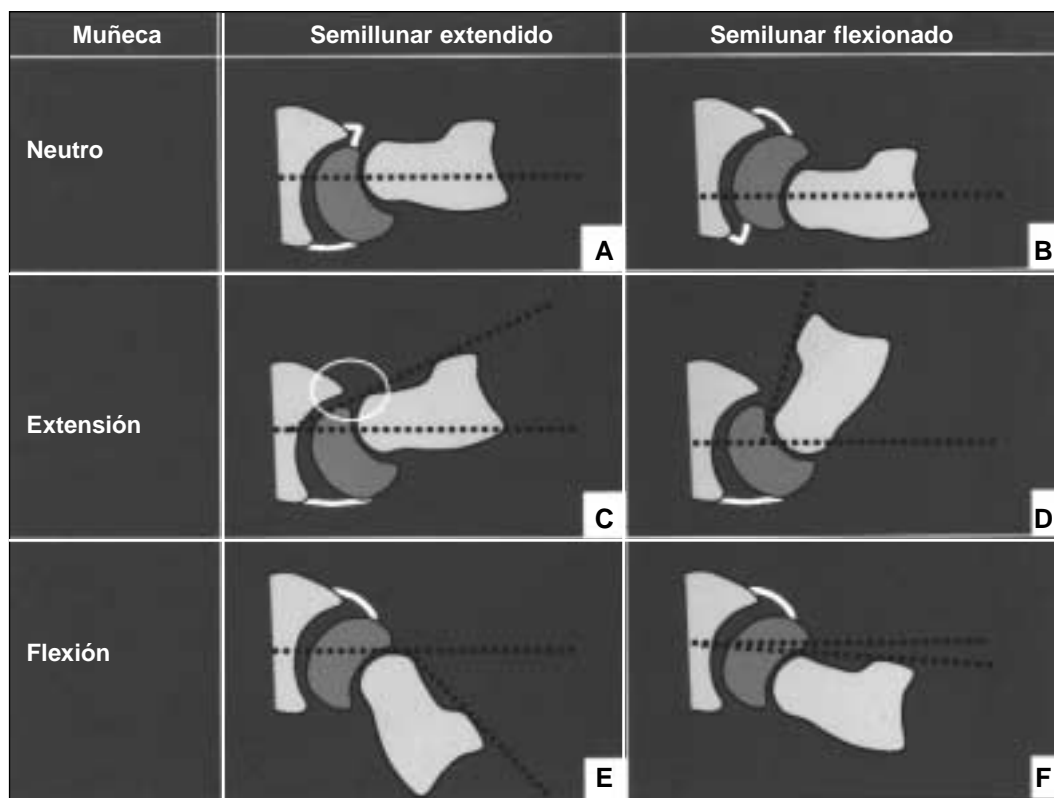 Muñeca Semillunar extendido Semilunar flexionado
Neutro
A B
Extensión
C D
Flexión
E F